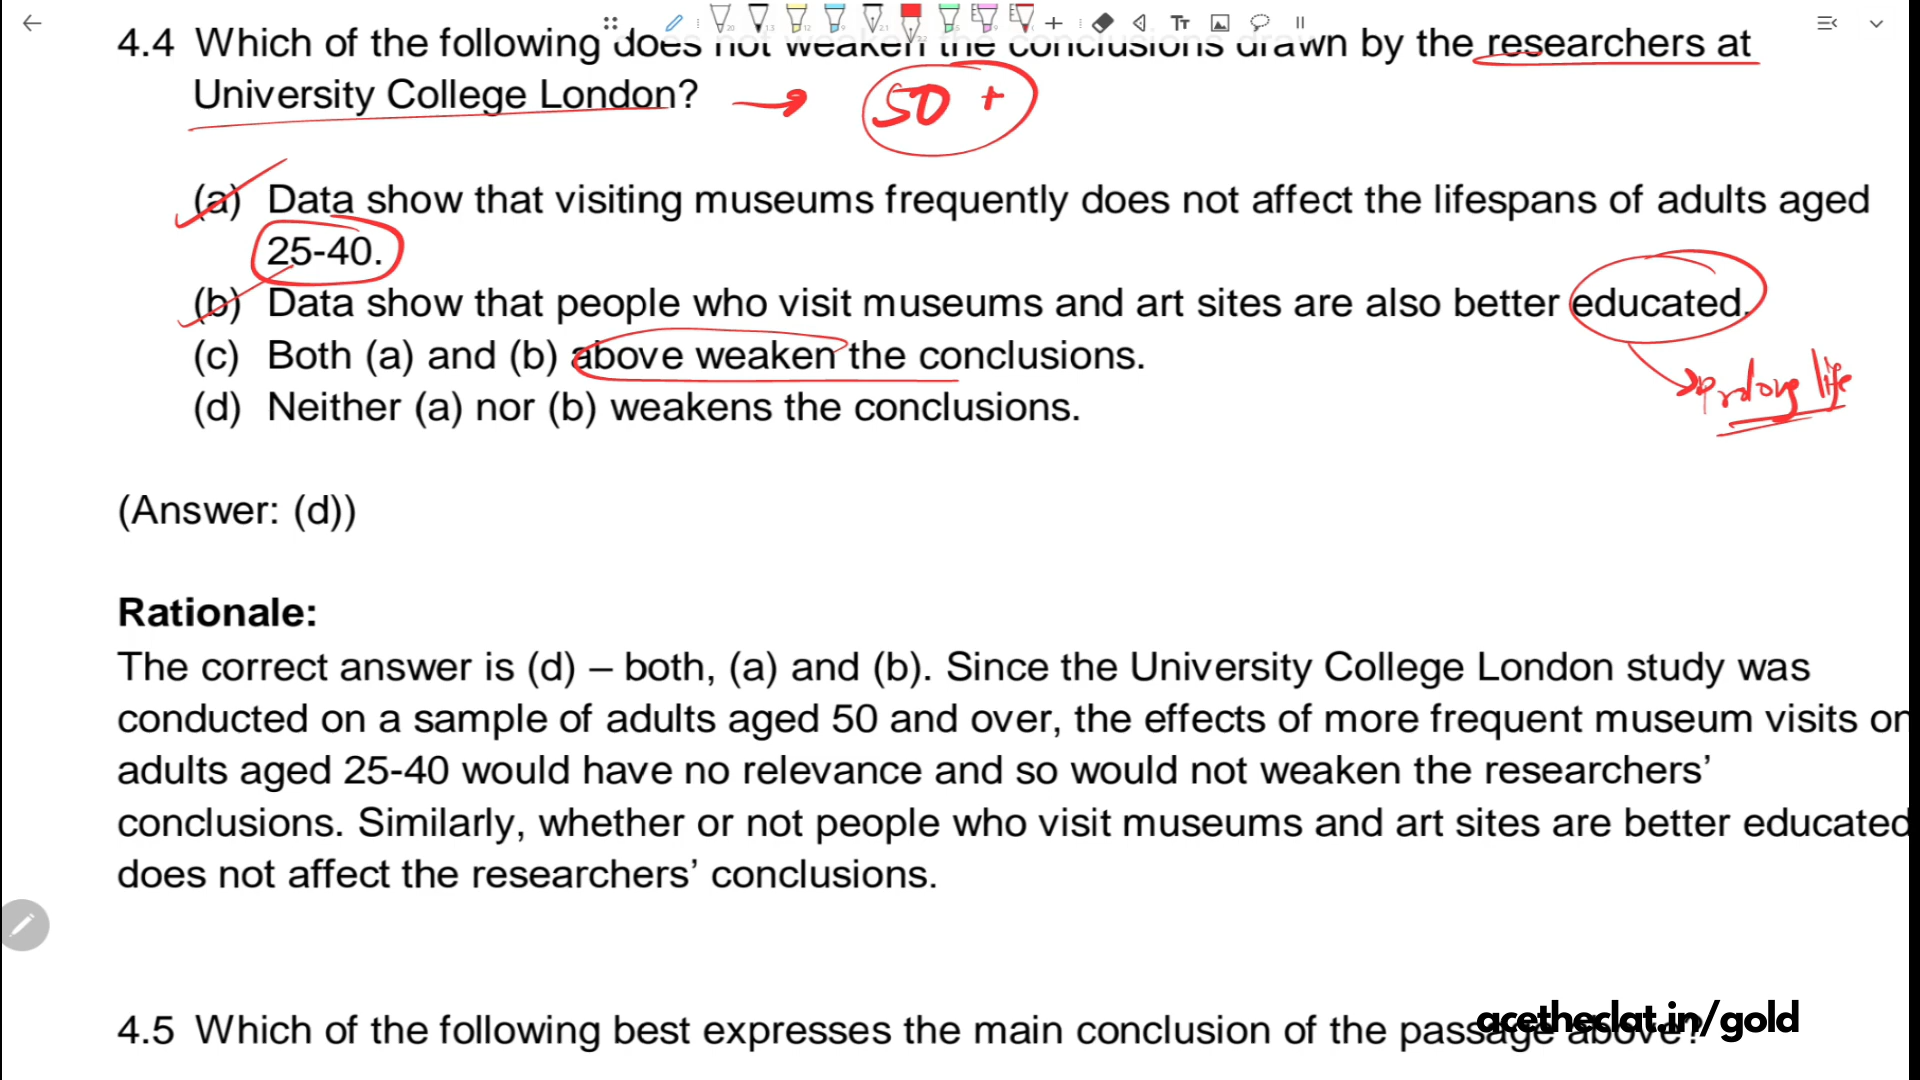 4.4 Which of the following does not weaken the conclusions drawn by the researchers at
University College London? → 50 +
(a) Data show that visiting museums frequently does not affect the lifespans of adults aged
25-40.
(b) Data show that people who visit museums and art sites are also better educated.
(c) Both (a) and (b) above weaken the conclusions.
prolong life
(d) Neither (a) nor (b) weakens the conclusions.
(Answer: (d))
Rationale:
The correct answer is (d) – both, (a) and (b). Since the University College London study was
conducted on a sample of adults aged 50 and over, the effects of more frequent museum visits on
adults aged 25-40 would have no relevance and so would not weaken the researchers’
conclusions. Similarly, whether or not people who visit museums and art sites are better educated
does not affect the researchers’ conclusions.
4.5 Which of the following best expresses the main conclusion of the passage above?
acetheclat.in/gold